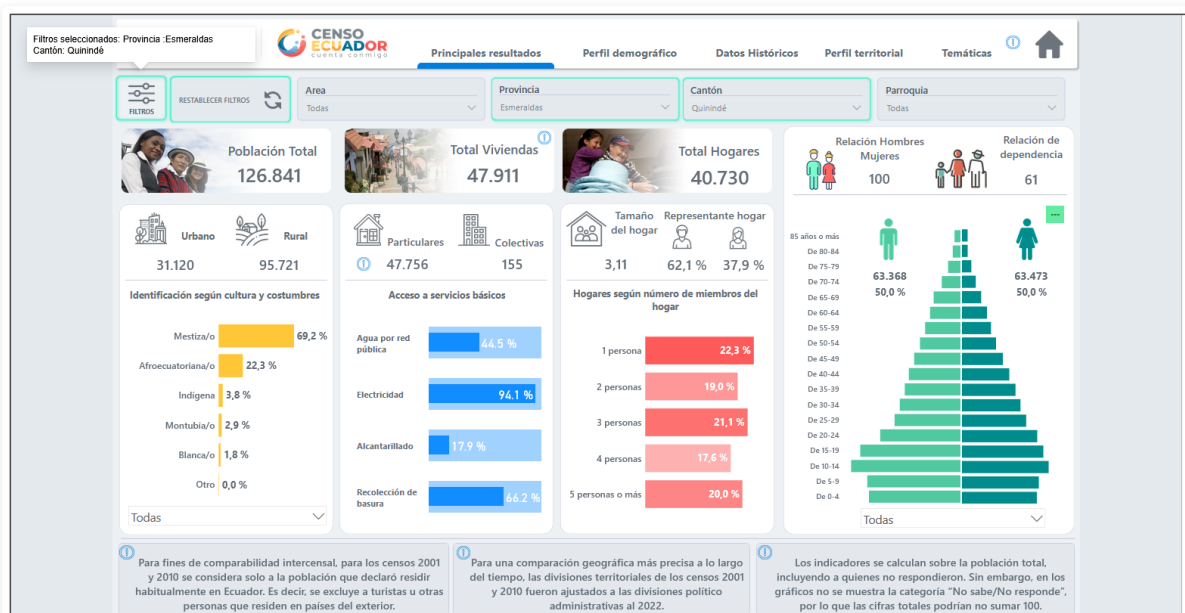 Filtros seleccionados: Provincia :Esmeraldas
Cantón: Quinindé
CENSO
ECUADOR
cuenta conmigo
Principales resultados
Perfil demográfico
Datos Históricos
Perfil territorial
Temáticas
FILTROS
RESTABLECER FILTROS
Area
Todas
Provincia
Esmeraldas
Cantón
Quinindé
Parroquia
Todas
Población Total
126.841
Total Viviendas
47.911
Total Hogares
40.730
Relación Hombres
Mujeres
100
Relación de
dependencia
61
Urbano
31.120
Rural
95.721
Identificación según cultura y costumbres
Mestiza/o 69,2 %
Afroecuatoriana/o 22,3 %
Indígena 3,8 %
Montubia/o 2,9 %
Blanca/o 1,8 %
Otro 0,0 %
Todas
Particulares
47.756
Colectivas
155
Acceso a servicios básicos
Agua por red
pública
44.5 %
Electricidad
94.1 %
Alcantarillado
17.9 %
Recolección de
basura
66.2 %
Tamaño
del hogar
3,11
Representante hogar
62,1 %
37,9 %
Hogares según número de miembros del
hogar
1 persona 22,3 %
2 personas 19,0 %
3 personas 21,1 %
4 personas 17,6 %
5 personas o más 20,0 %
...
63.368
50,0 %
63.473
50,0 %
85 años o más
De 80-84
De 75-79
De 70-74
De 65-69
De 60-64
De 55-59
De 50-54
De 45-49
De 40-44
De 35-39
De 30-34
De 25-29
De 20-24
De 15-19
De 10-14
De 5-9
De 0-4
Todas
Para fines de comparabilidad intercensal, para los censos 2001
y 2010 se considera solo a la población que declaró residir
habitualmente en Ecuador. Es decir, se excluye a turistas u otras
personas que residen en países del exterior.
Para una comparación geográfica más precisa a lo largo
del tiempo, las divisiones territoriales de los censos 2001
y 2010 fueron ajustados a las divisiones político
administrativas al 2022.
Los indicadores se calculan sobre la población total,
incluyendo a quienes no respondieron. Sin embargo, en los
gráficos no se muestra la categoría "No sabe/No responde",
por lo que las cifras totales podrían no sumar 100.